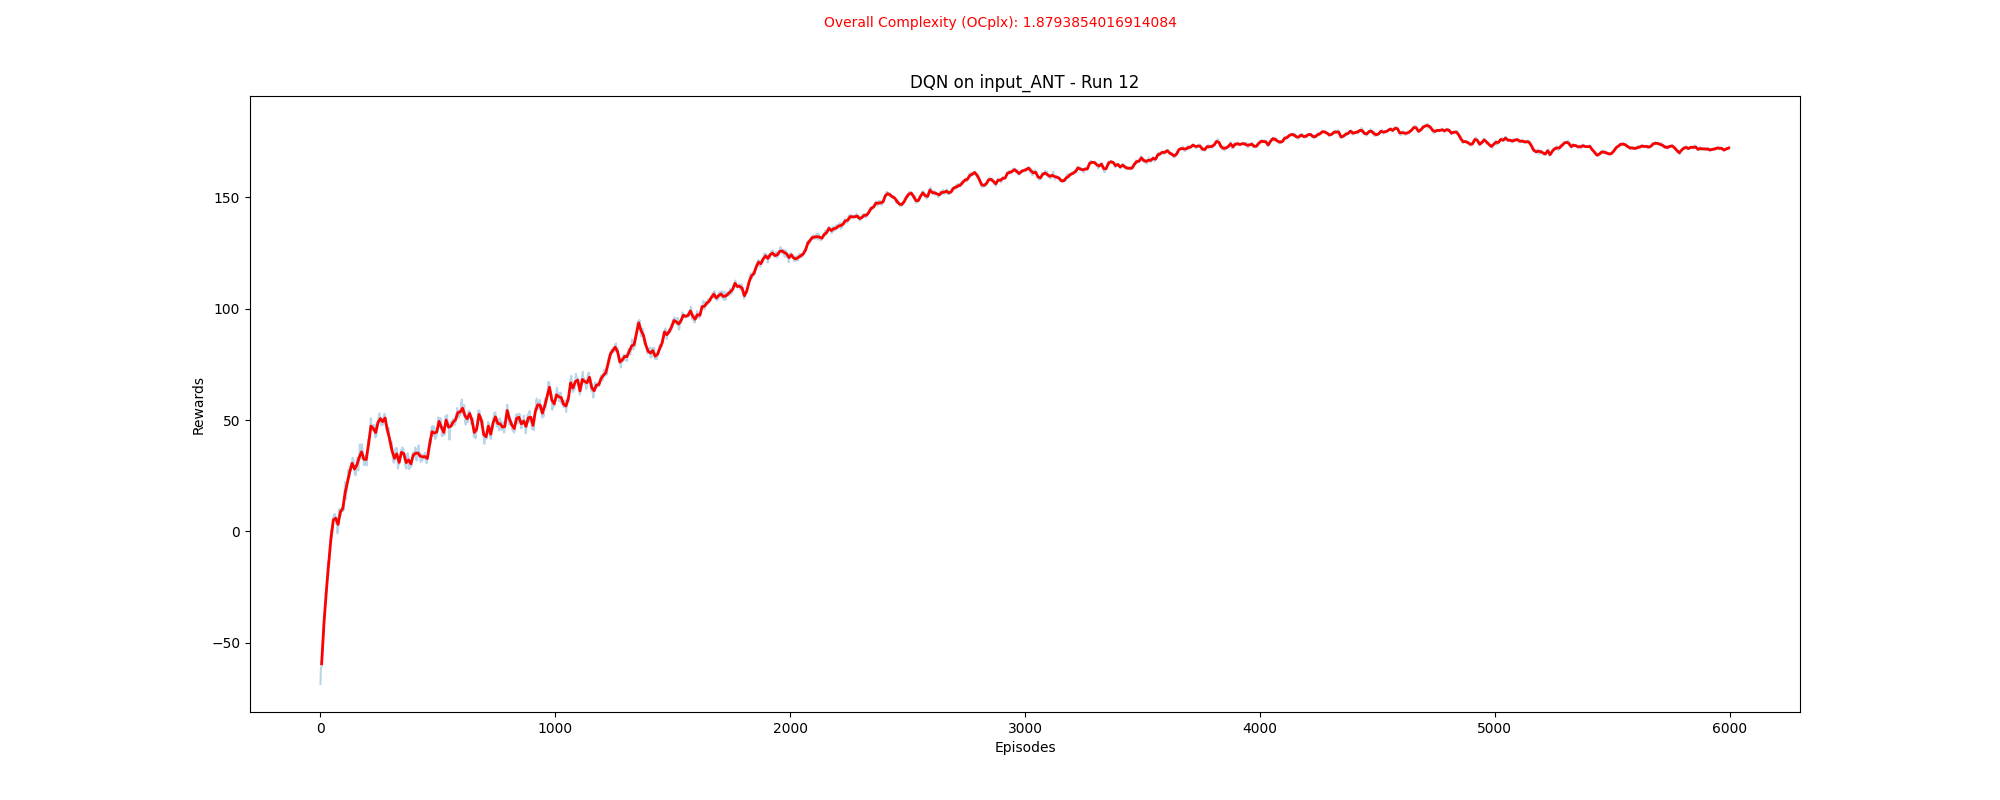 Overall Complexity (OCplx): 1.8793854016914084
DQN on input_ANT - Run 12
Rewards
150
100
50
0
−50
0 1000 2000 3000 4000 5000 6000
Episodes